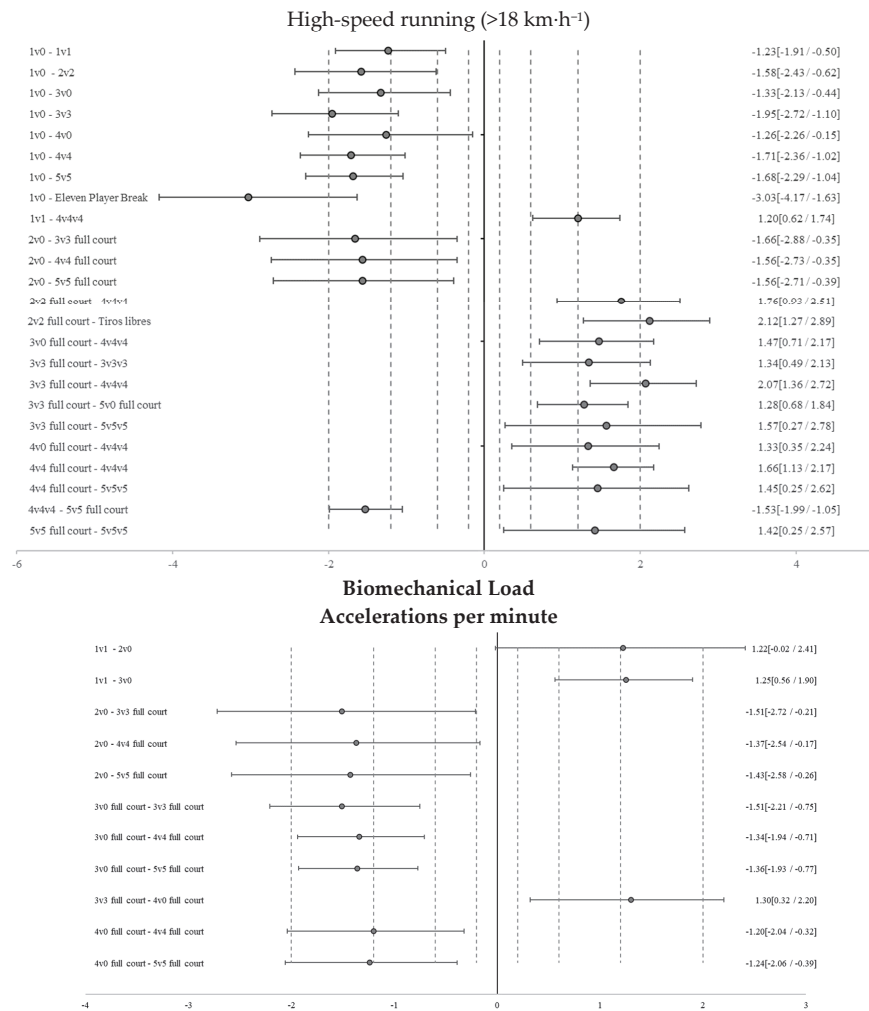 High-speed running (>18 km·h⁻¹)
1v0 - 1v1 -1.23[-1.91 / -0.50]
1v0 - 2v2 -1.58[-2.43 / -0.62]
1v0 - 3v0 -1.33[-2.13 / -0.44]
1v0 - 3v3 -1.95[-2.72 / -1.10]
1v0 - 4v0 -1.26[-2.26 / -0.15]
1v0 - 4v4 -1.71[-2.36 / -1.02]
1v0 - 5v5 -1.68[-2.29 / -1.04]
1v0 - Eleven Player Break -3.03[-4.17 / -1.63]
1v1 - 4v4v4 1.20[0.62 / 1.74]
2v0 - 3v3 full court -1.66[-2.88 / -0.35]
2v0 - 4v4 full court -1.56[-2.73 / -0.35]
2v0 - 5v5 full court -1.56[-2.71 / -0.39]
2v2 full court - 4v4v4 1.76[0.93 / 2.51]
2v2 full court - Tiros libres 2.12[1.27 / 2.89]
3v0 full court - 4v4v4 1.47[0.71 / 2.17]
3v3 full court - 3v3v3 1.34[0.49 / 2.13]
3v3 full court - 4v4v4 2.07[1.36 / 2.72]
3v3 full court - 5v0 full court 1.28[0.68 / 1.84]
3v3 full court - 5v5v5 1.57[0.27 / 2.78]
4v0 full court - 4v4v4 1.33[0.35 / 2.24]
4v4 full court - 4v4v4 1.66[1.13 / 2.17]
4v4 full court - 5v5v5 1.45[0.25 / 2.62]
4v4v4 - 5v5 full court -1.53[-1.99 / -1.05]
5v5 full court - 5v5v5 1.42[0.25 / 2.57]
-6 -4 -2 0 2 4
Biomechanical Load
Accelerations per minute
1v1 - 2v0 1.22[-0.02 / 2.41]
1v1 - 3v0 1.25[0.56 / 1.90]
2v0 - 3v3 full court -1.51[-2.72 / -0.21]
2v0 - 4v4 full court -1.37[-2.54 / -0.17]
2v0 - 5v5 full court -1.43[-2.58 / -0.26]
3v0 full court - 3v3 full court -1.51[-2.21 / -0.75]
3v0 full court - 4v4 full court -1.34[-1.94 / -0.71]
3v0 full court - 5v5 full court -1.36[-1.93 / -0.77]
3v3 full court - 4v0 full court 1.30[0.32 / 2.20]
4v0 full court - 4v4 full court -1.20[-2.04 / -0.32]
4v0 full court - 5v5 full court -1.24[-2.06 / -0.39]
-4 -3 -2 -1 0 1 2 3